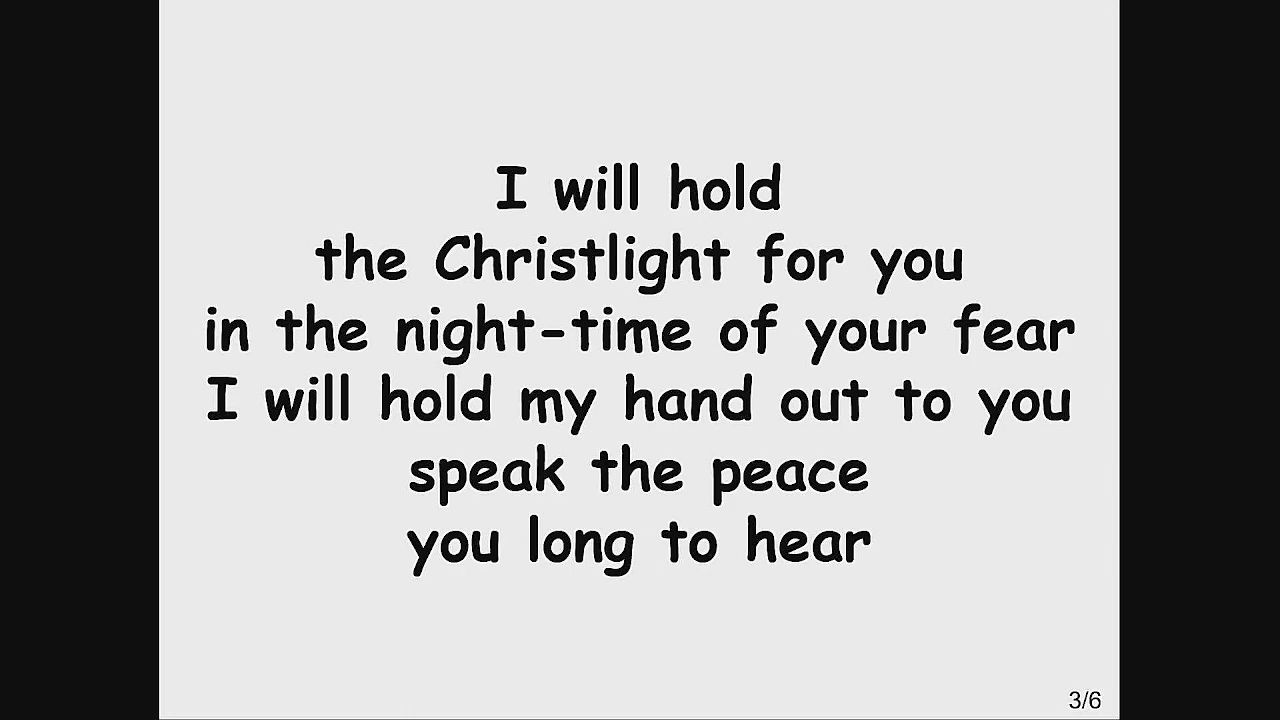 I will hold
the Christlight for you
in the night-time of your fear
I will hold my hand out to you
speak the peace
you long to hear
3/6